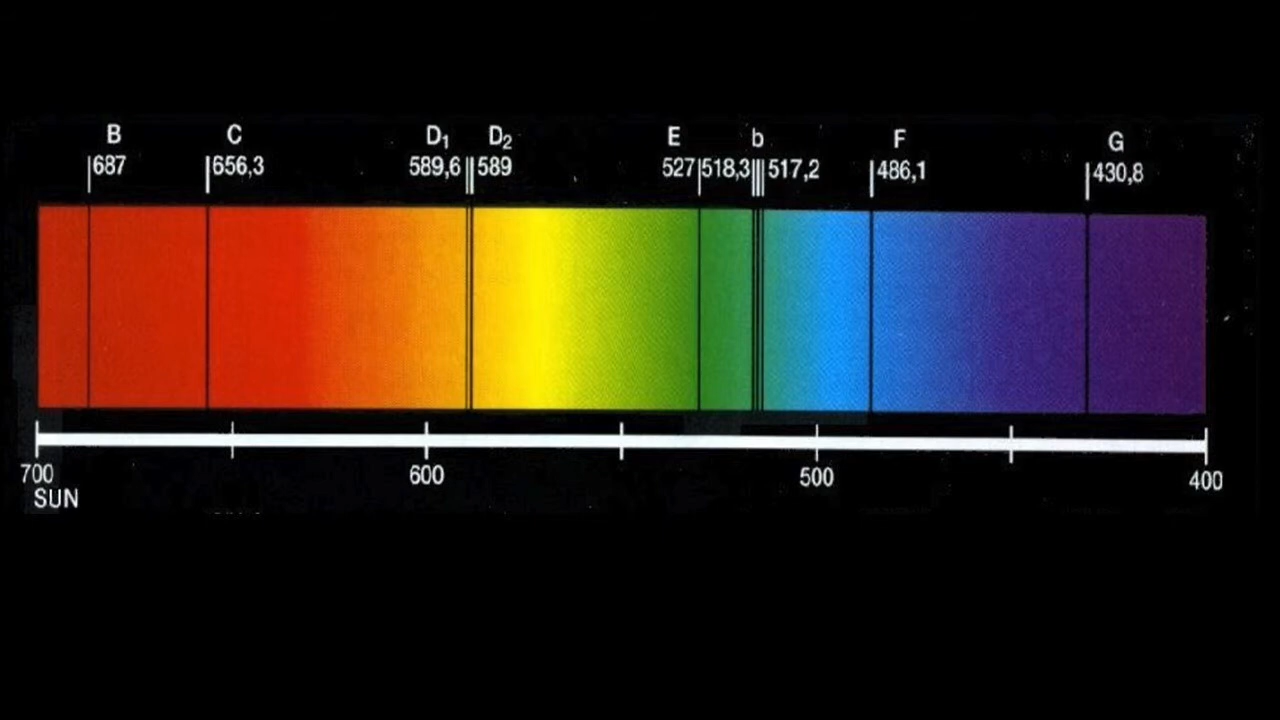 B C D₁ D₂ E b F G
687 656,3 589,6 589 527 518,3 517,2 486,1 430,8
700 600 500 400
SUN